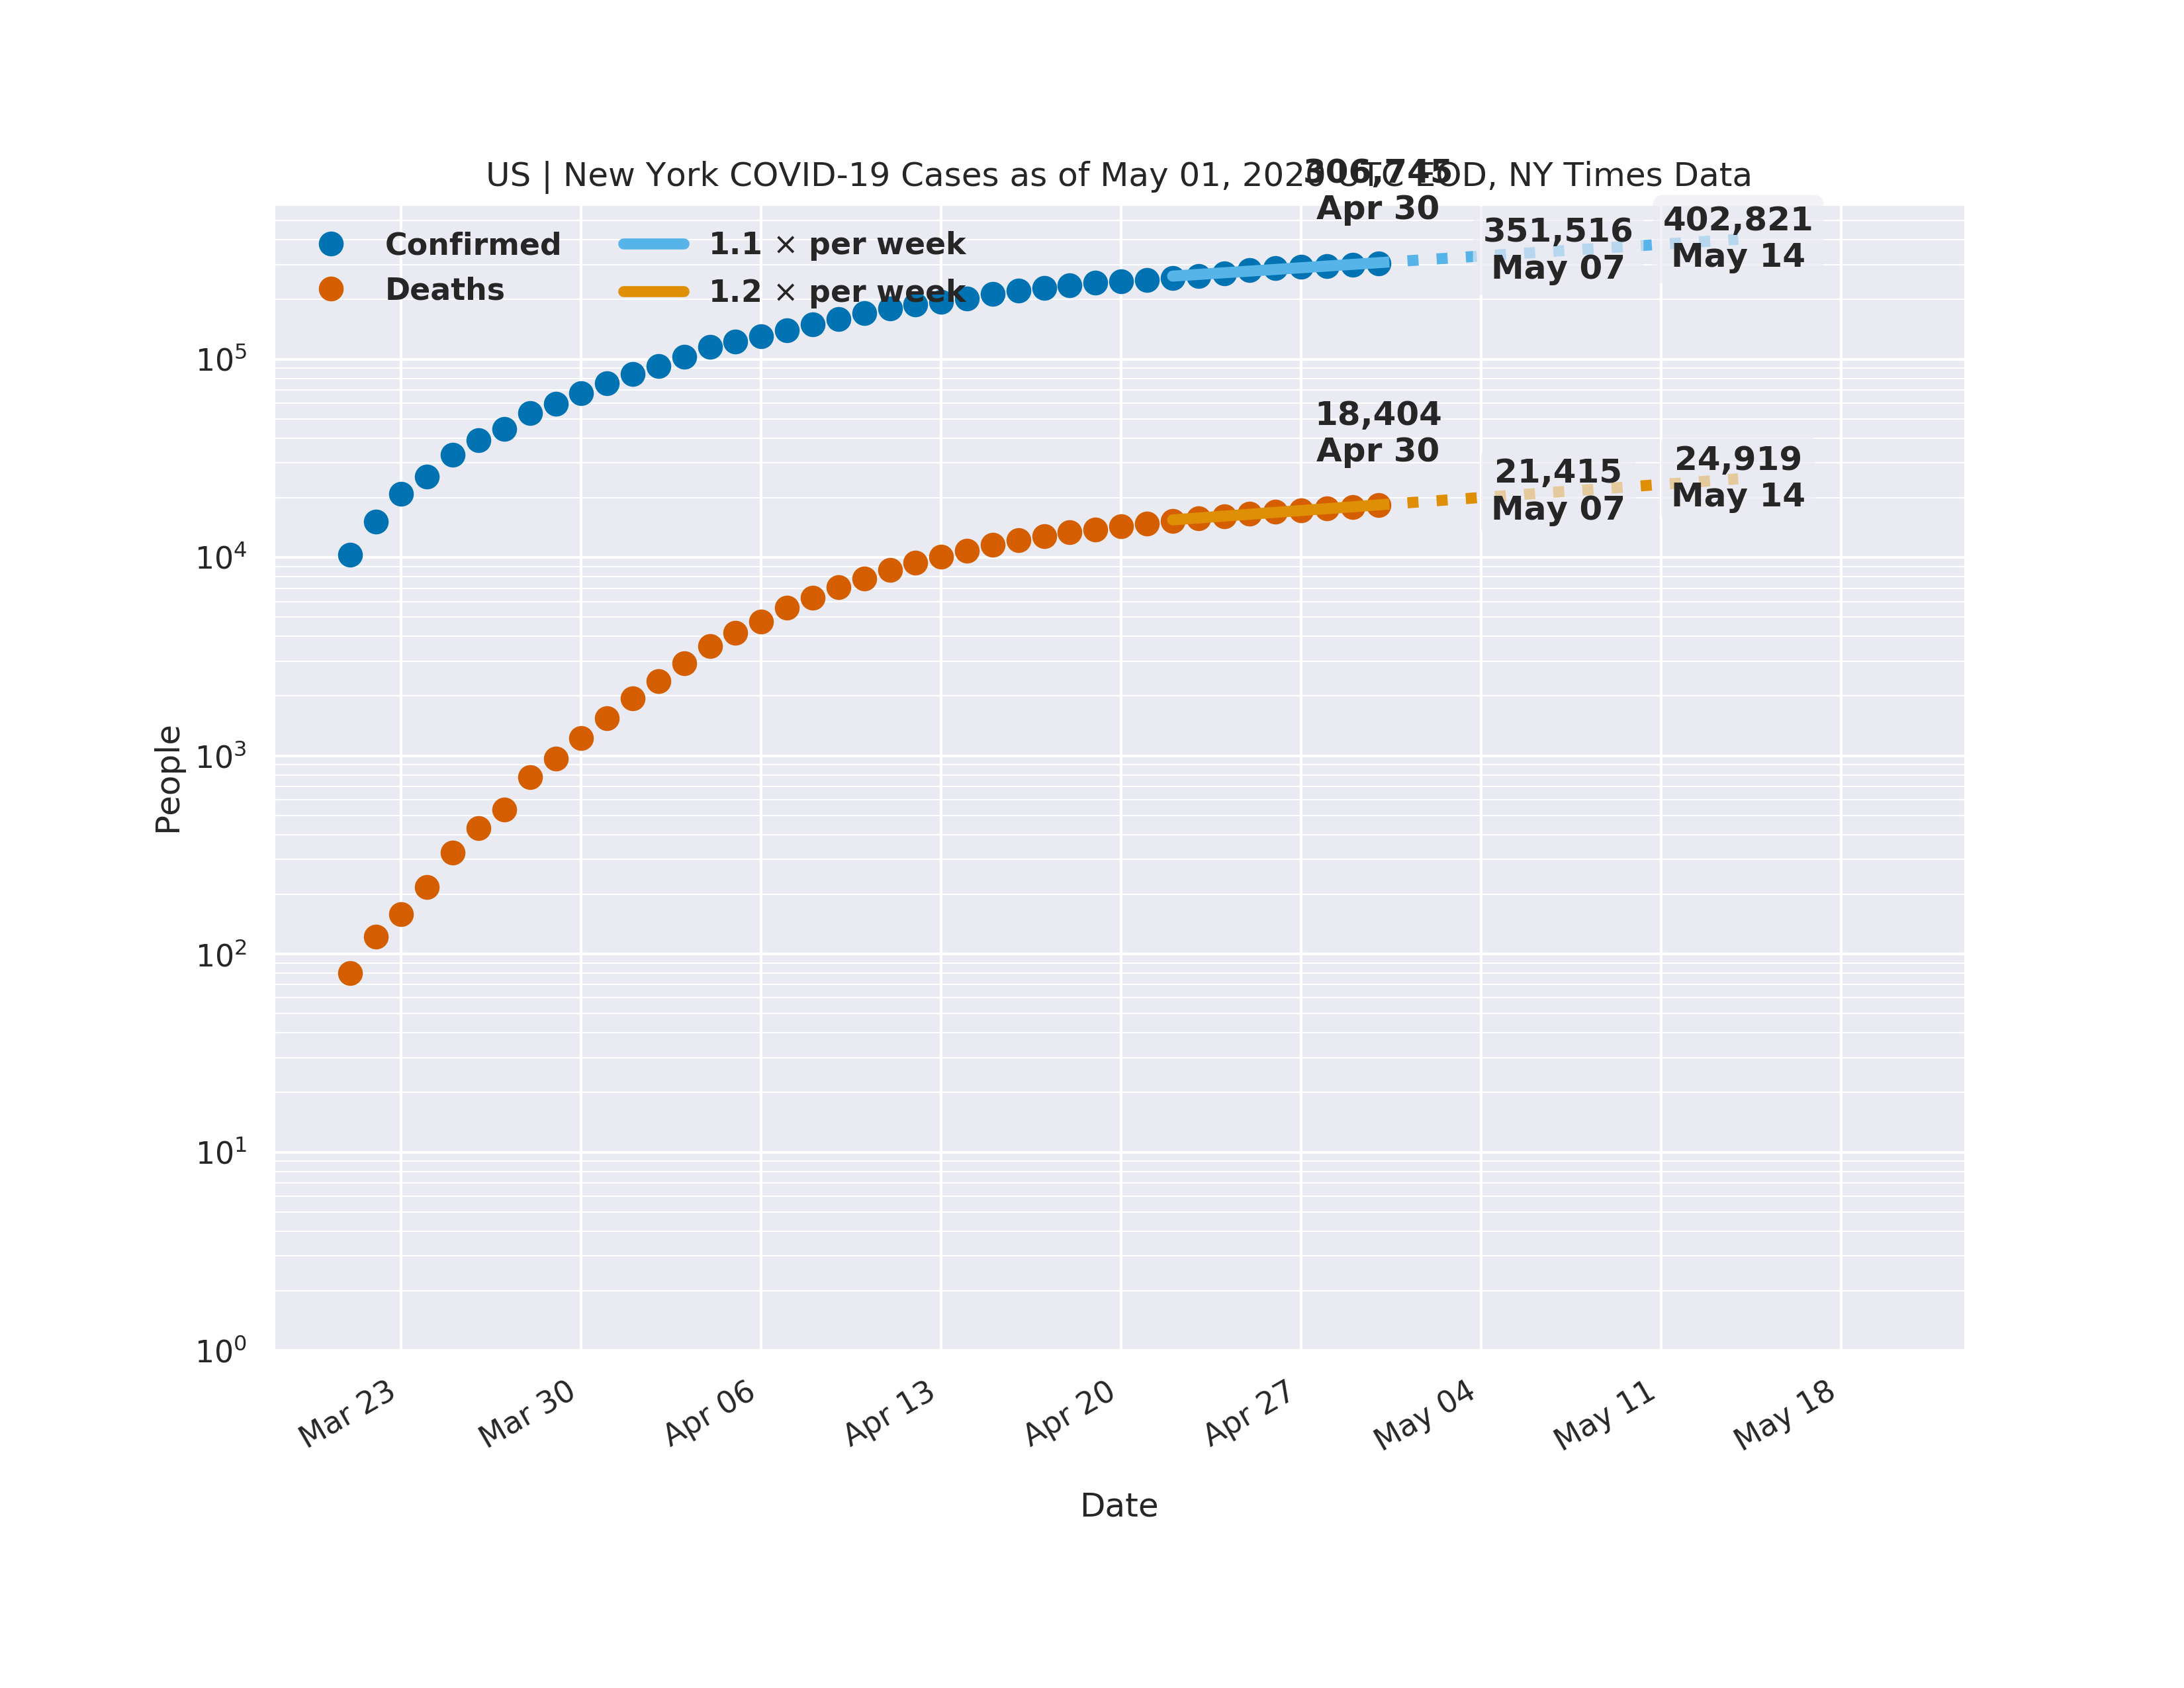 US | New York COVID-19 Cases as of May 01, 2020 UTC EOD, NY Times Data
306,745
Apr 30
351,516
May 07
402,821
May 14
Confirmed
Deaths
1.1 × per week
1.2 × per week
18,404
Apr 30
21,415
May 07
24,919
May 14
People
10⁵
10⁴
10³
10²
10¹
10⁰
Mar 23
Mar 30
Apr 06
Apr 13
Apr 20
Apr 27
May 04
May 11
May 18
Date